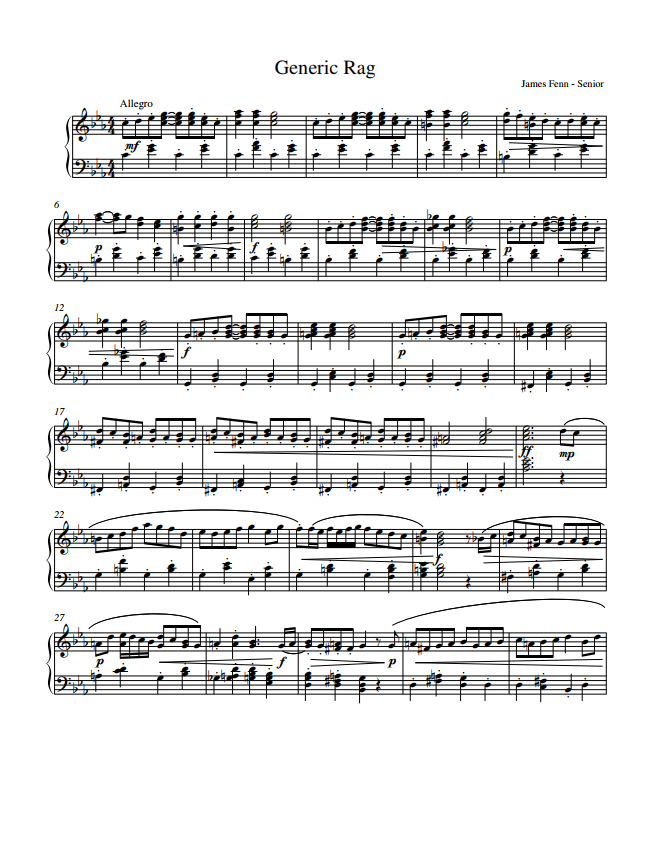 Generic Rag
James Fenn - Senior
Allegro
mf
6
p
f
p
12
f
p
17
ff
mp
22
f
27
p
f
p